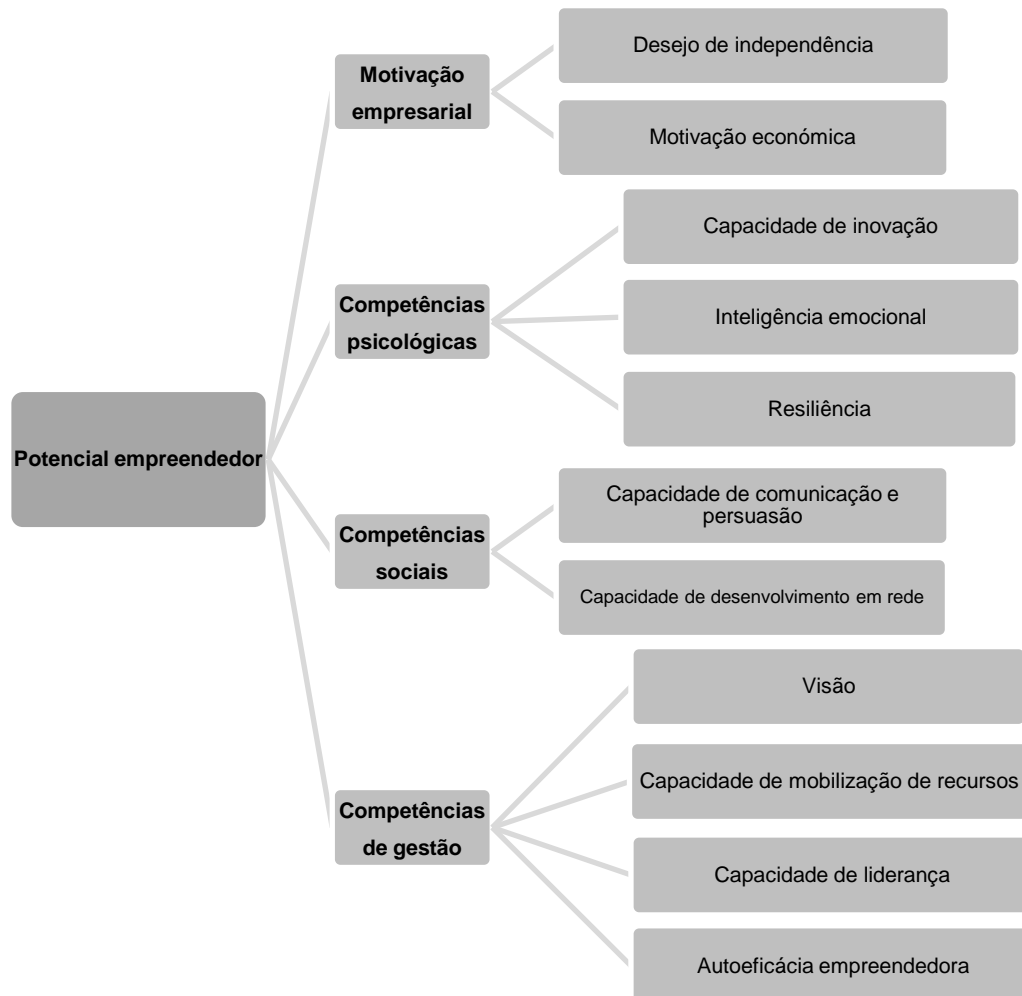 Potencial empreendedor
Motivação
empresarial
Desejo de independência
Motivação económica
Competências
psicológicas
Capacidade de inovação
Inteligência emocional
Resiliência
Competências
sociais
Capacidade de comunicação e
persuasão
Capacidade de desenvolvimento em rede
Competências
de gestão
Visão
Capacidade de mobilização de recursos
Capacidade de liderança
Autoeficácia empreendedora